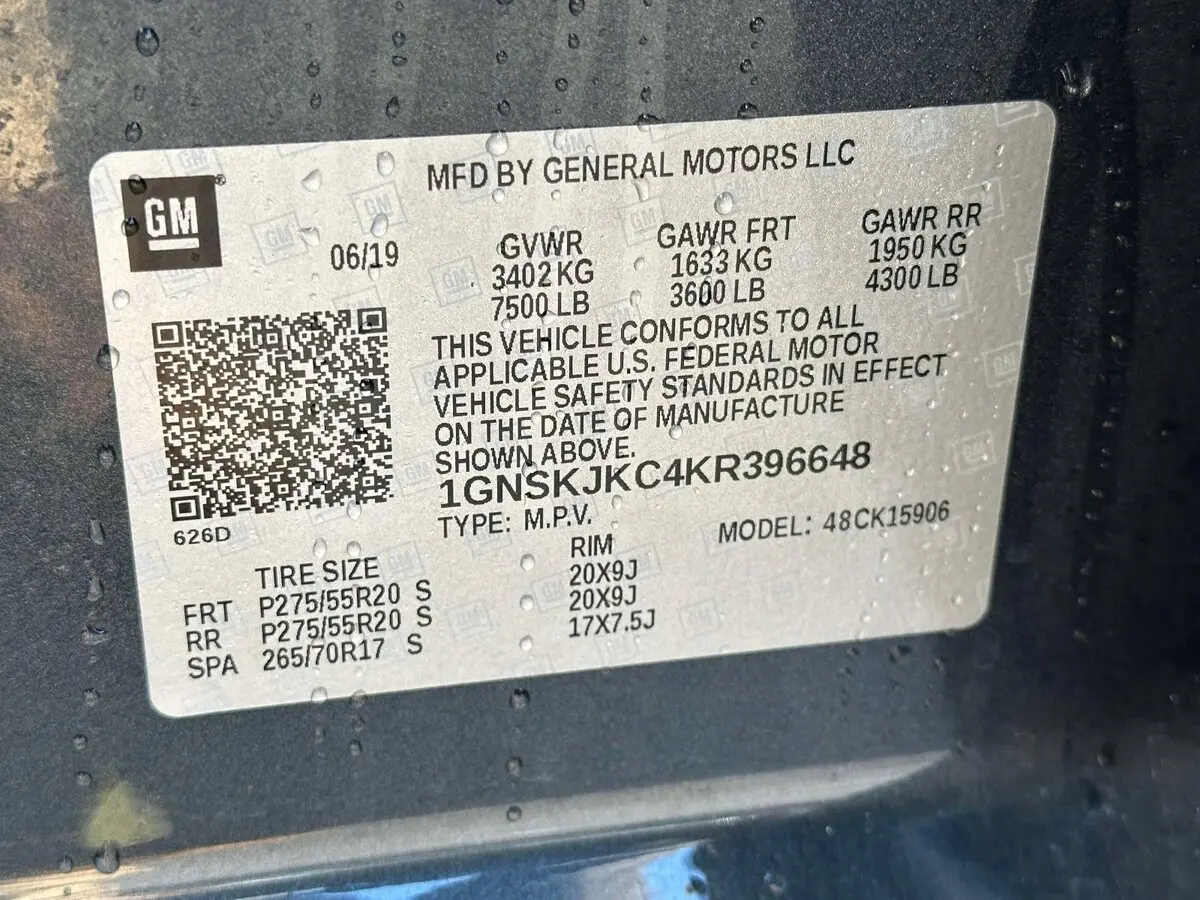 GM
MFD BY GENERAL MOTORS LLC
06/19
GVWR GAWR FRT GAWR RR
3402 KG 1633 KG 1950 KG
7500 LB 3600 LB 4300 LB
THIS VEHICLE CONFORMS TO ALL
APPLICABLE U.S. FEDERAL MOTOR
VEHICLE SAFETY STANDARDS IN EFFECT
ON THE DATE OF MANUFACTURE
SHOWN ABOVE.
1GNSKJKC4KR396648
TYPE: M.P.V. MODEL: 48CK15906
626D
TIRE SIZE RIM
FRT P275/55R20 S 20X9J
RR P275/55R20 S 20X9J
SPA 265/70R17 S 17X7.5J